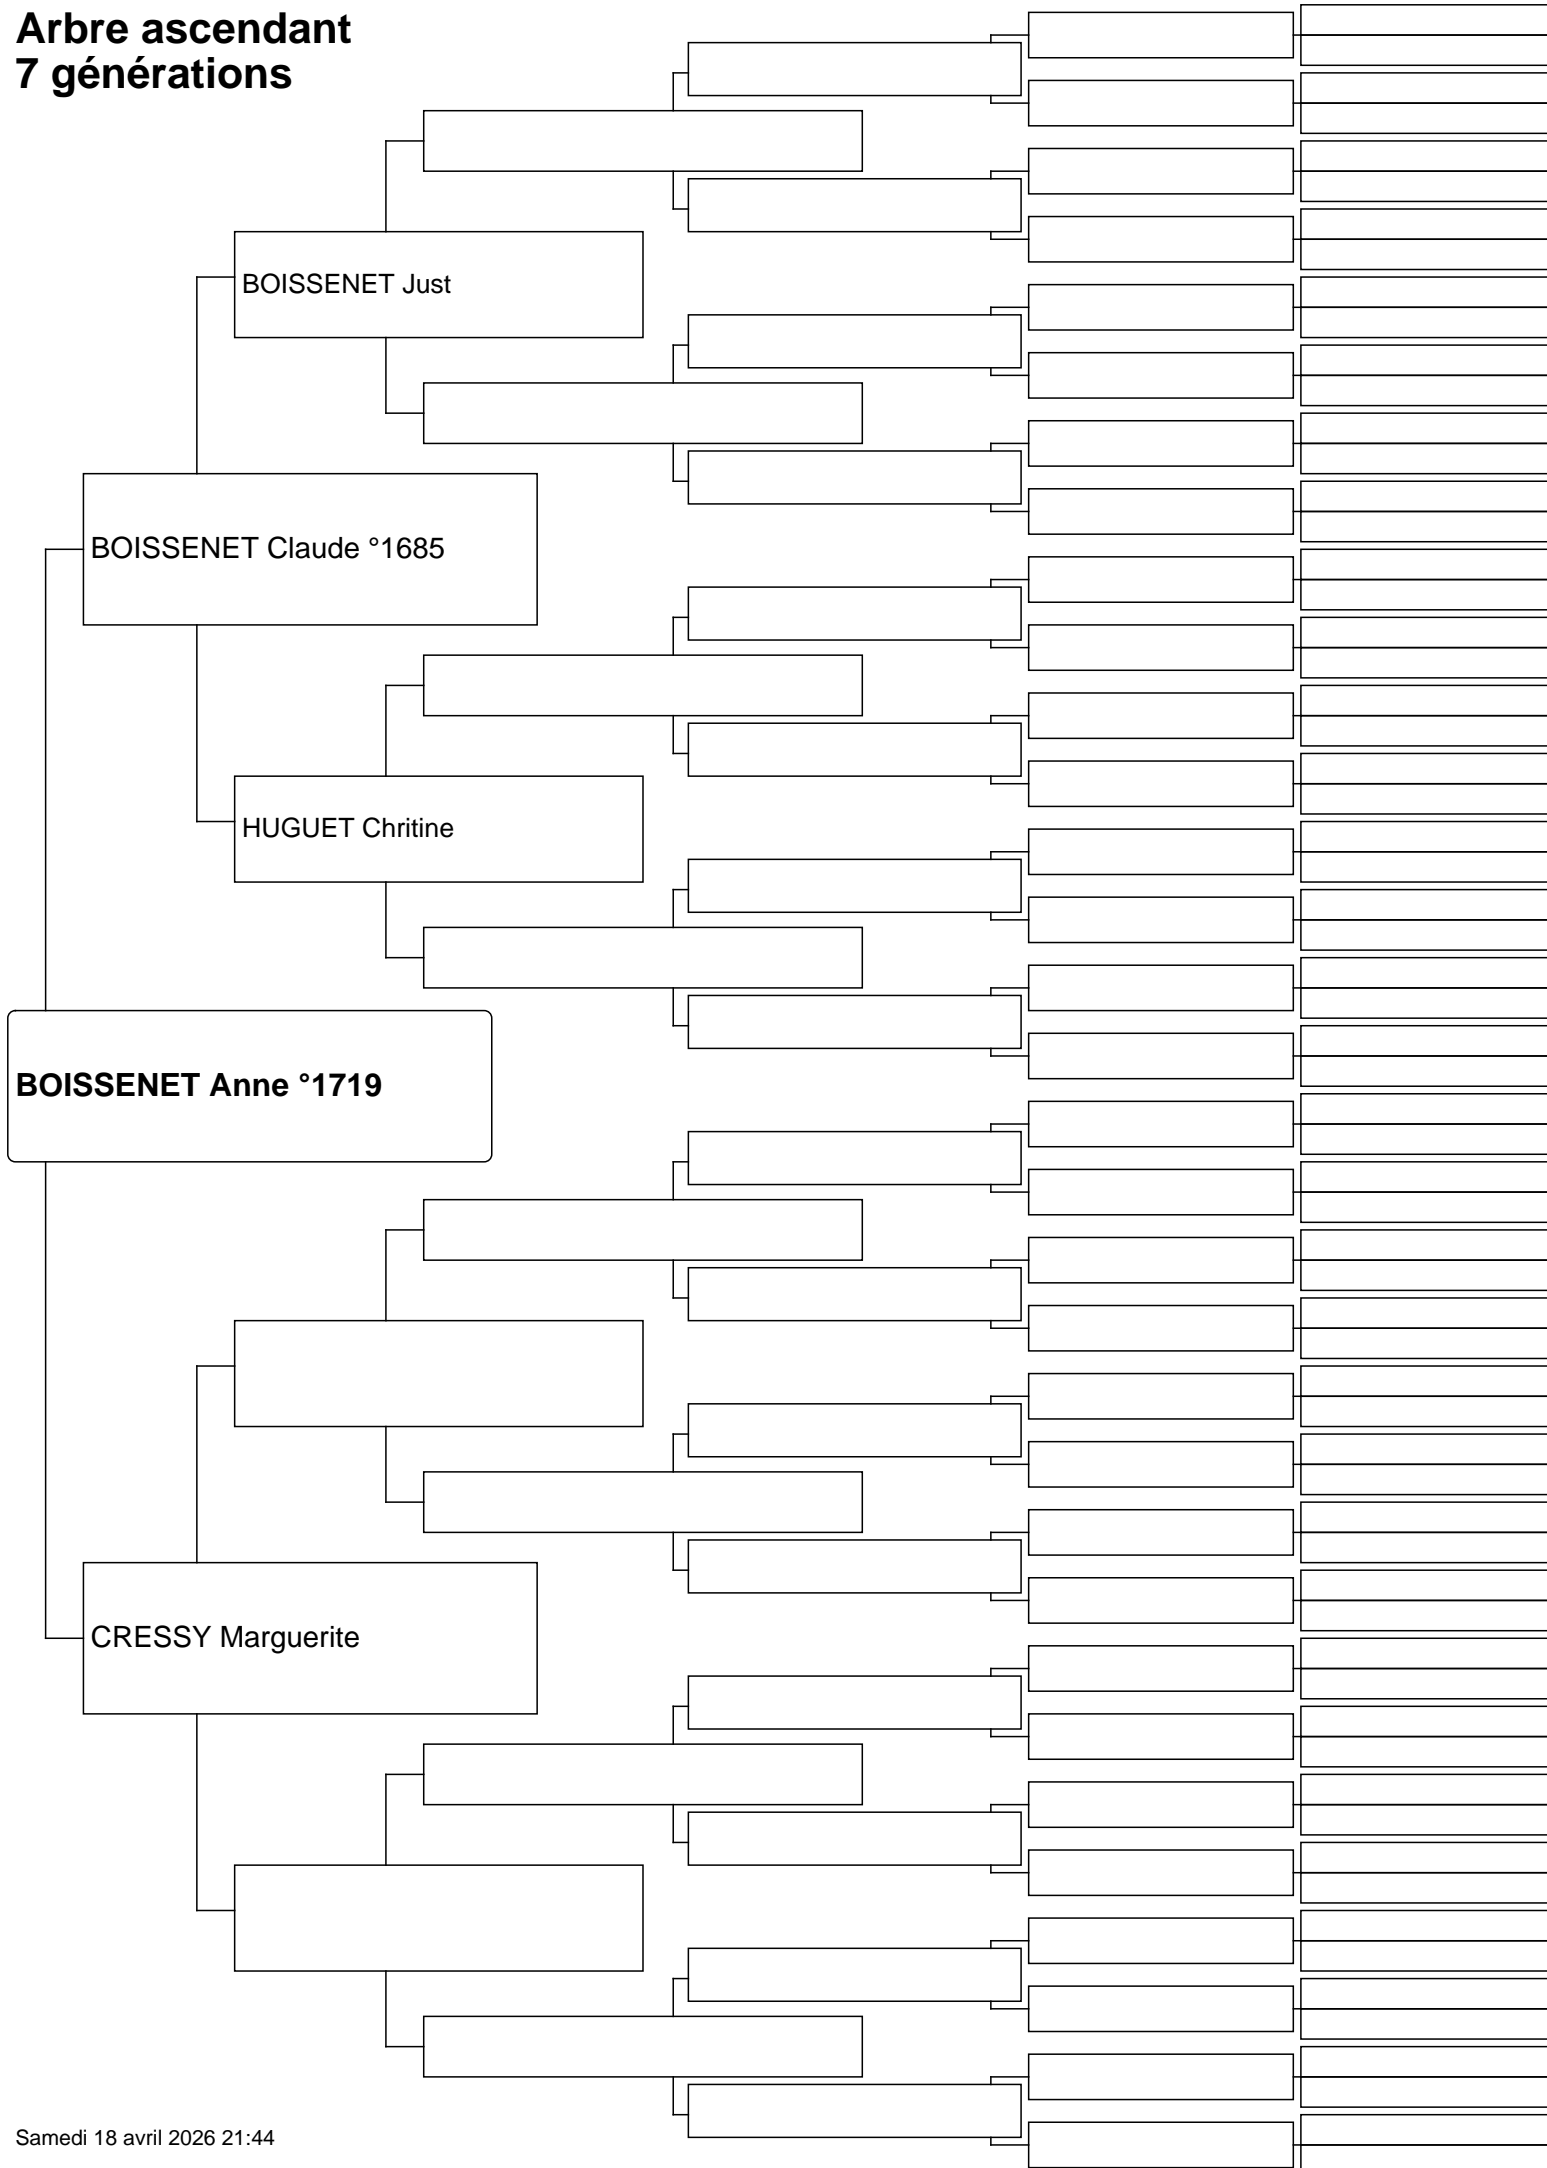 Arbre ascendant
7 générations
BOISSENET Just
BOISSENET Claude °1685
HUGUET Chritine
BOISSENET Anne °1719
CRESSY Marguerite
Samedi 18 avril 2026 21:44